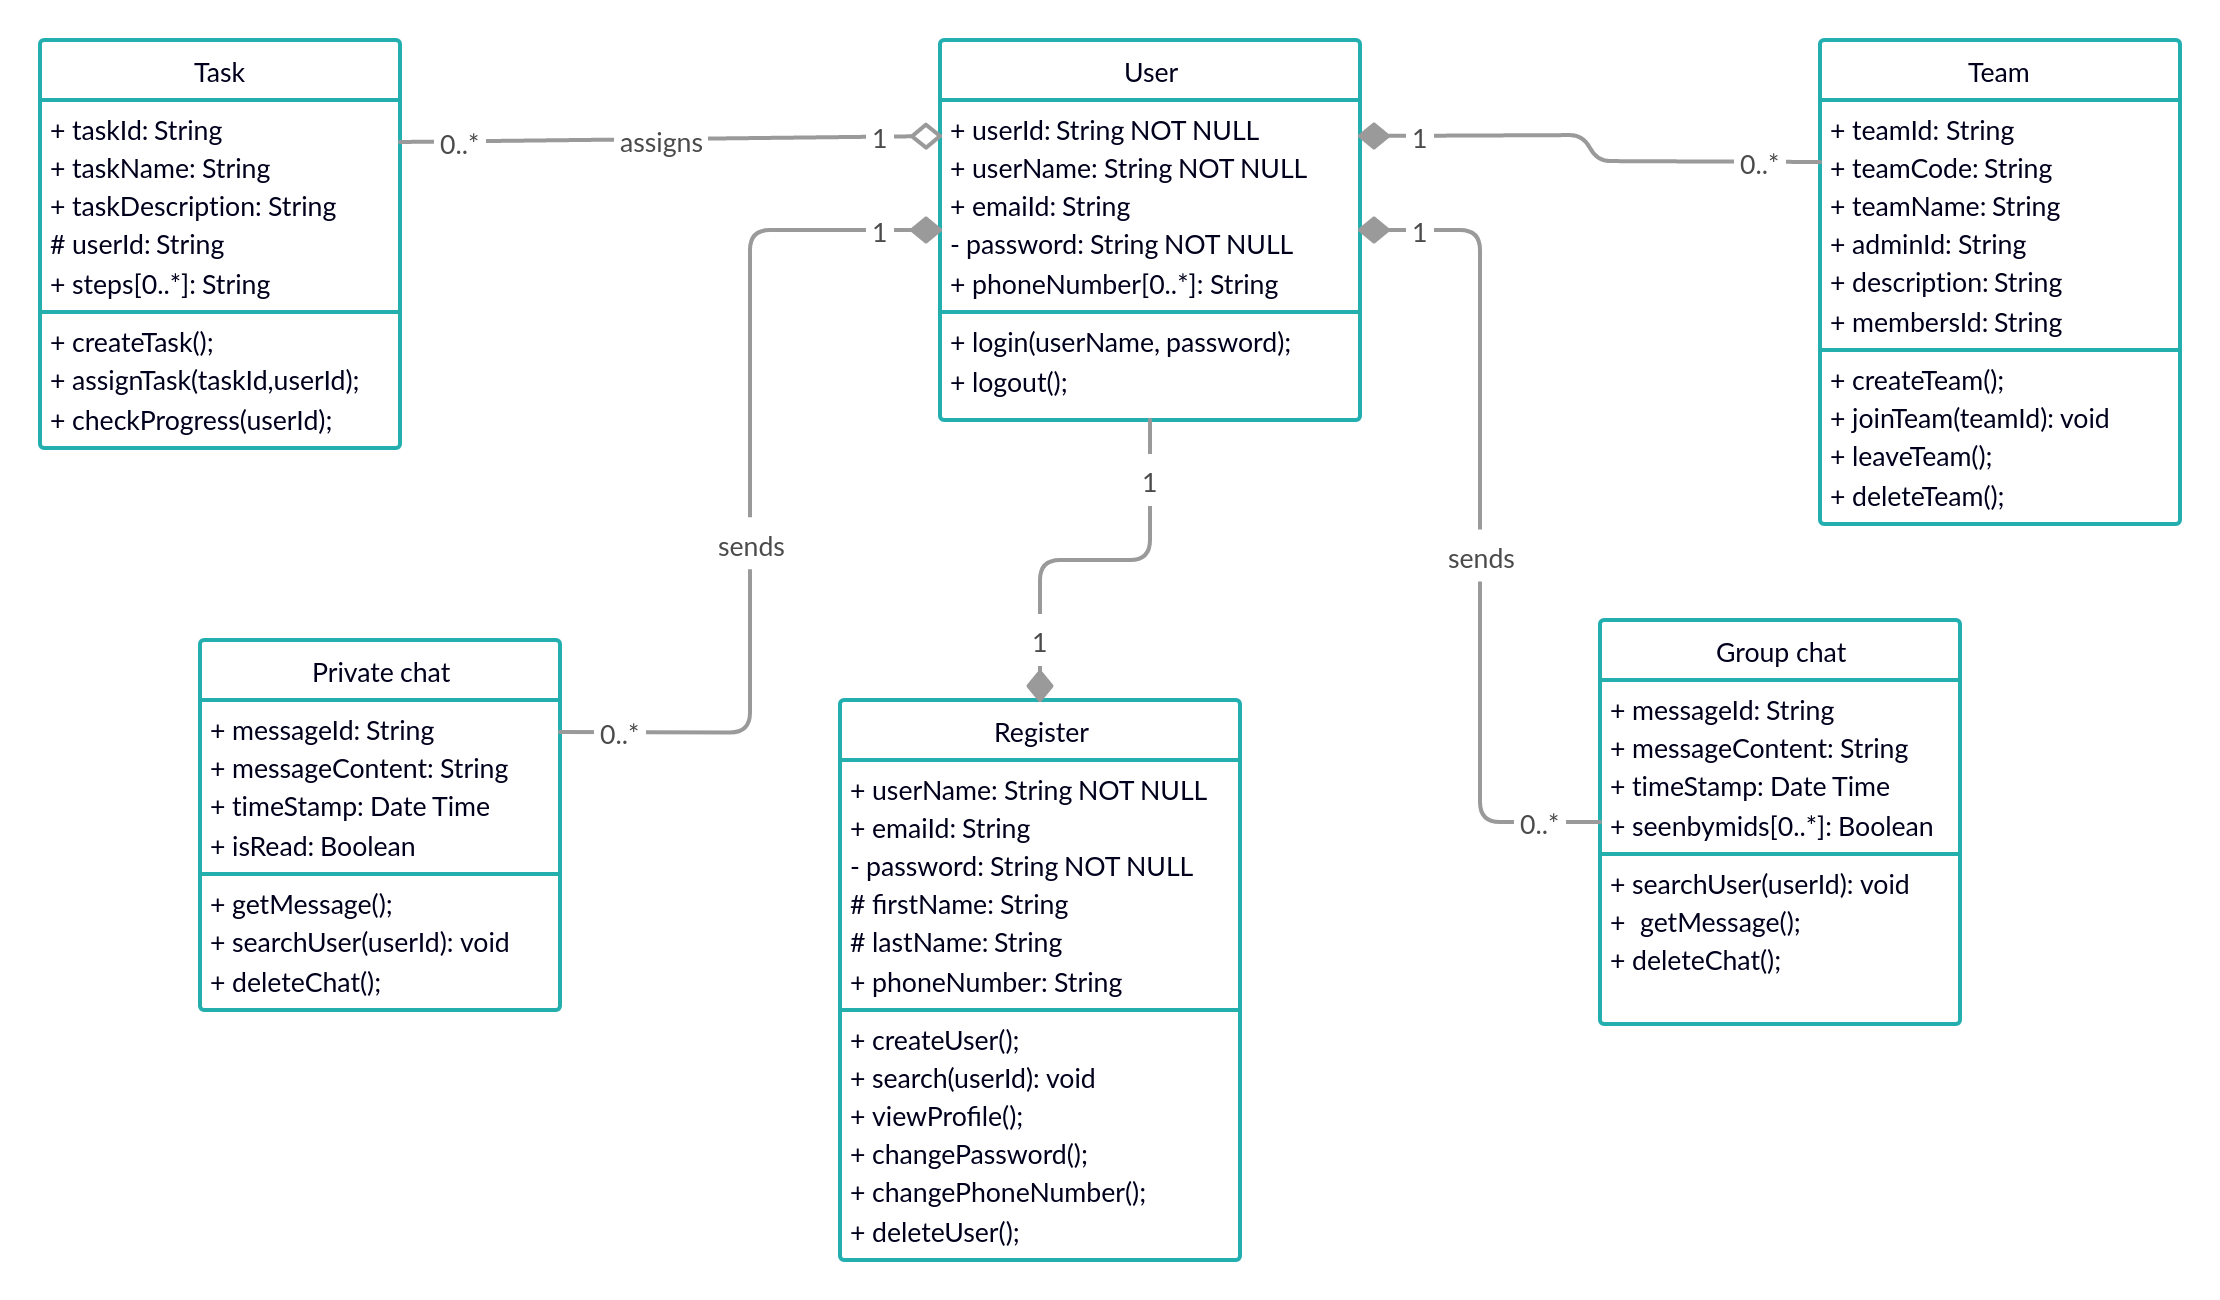 Task
+ taskId: String
+ taskName: String
+ taskDescription: String
# userId: String
+ steps[0..*]: String
+ createTask();
+ assignTask(taskId,userId);
+ checkProgress(userId);
0..*
assigns
1
User
+ userId: String NOT NULL
+ userName: String NOT NULL
+ emaiId: String
- password: String NOT NULL
+ phoneNumber[0..*]: String
+ login(userName, password);
+ logout();
1
0..*
Team
+ teamId: String
+ teamCode: String
+ teamName: String
+ adminId: String
+ description: String
+ membersId: String
+ createTeam();
+ joinTeam(teamId): void
+ leaveTeam();
+ deleteTeam();
1
sends
0..*
1
1
1
sends
0..*
Private chat
+ messageId: String
+ messageContent: String
+ timeStamp: Date Time
+ isRead: Boolean
+ getMessage();
+ searchUser(userId): void
+ deleteChat();
Register
+ userName: String NOT NULL
+ emaiId: String
- password: String NOT NULL
# firstName: String
# lastName: String
+ phoneNumber: String
+ createUser();
+ search(userId): void
+ viewProfile();
+ changePassword();
+ changePhoneNumber();
+ deleteUser();
Group chat
+ messageId: String
+ messageContent: String
+ timeStamp: Date Time
+ seenbymids[0..*]: Boolean
+ searchUser(userId): void
+ getMessage();
+ deleteChat();